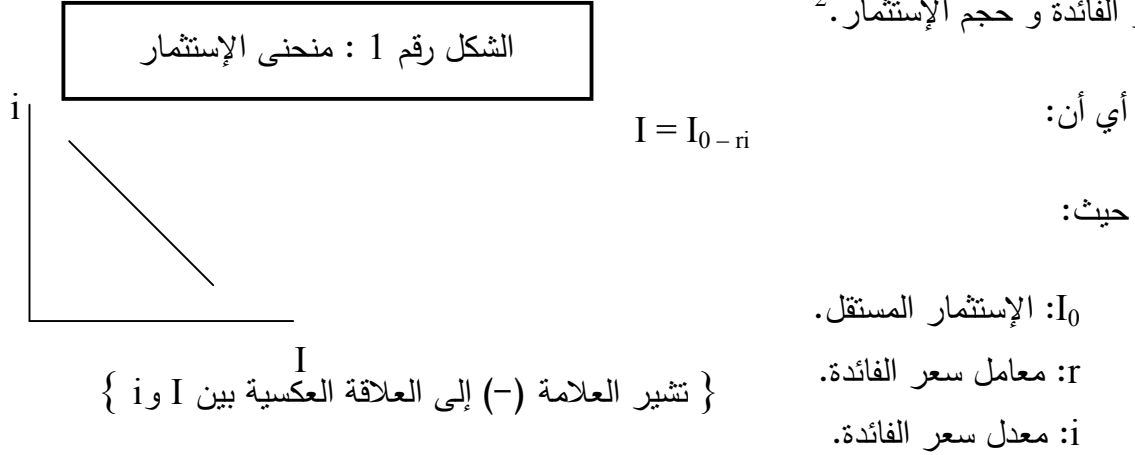 الفائدة و حجم الإستثمار.²
الشكل رقم 1 : منحنى الإستثمار
أي أن:
I = I₀ ₋ ᵣᵢ
حيث:
i
I
I₀: الإستثمار المستقل.
r: معامل سعر الفائدة.
{ تشير العلامة (-) إلى العلاقة العكسية بين I و i }
i: معدل سعر الفائدة.